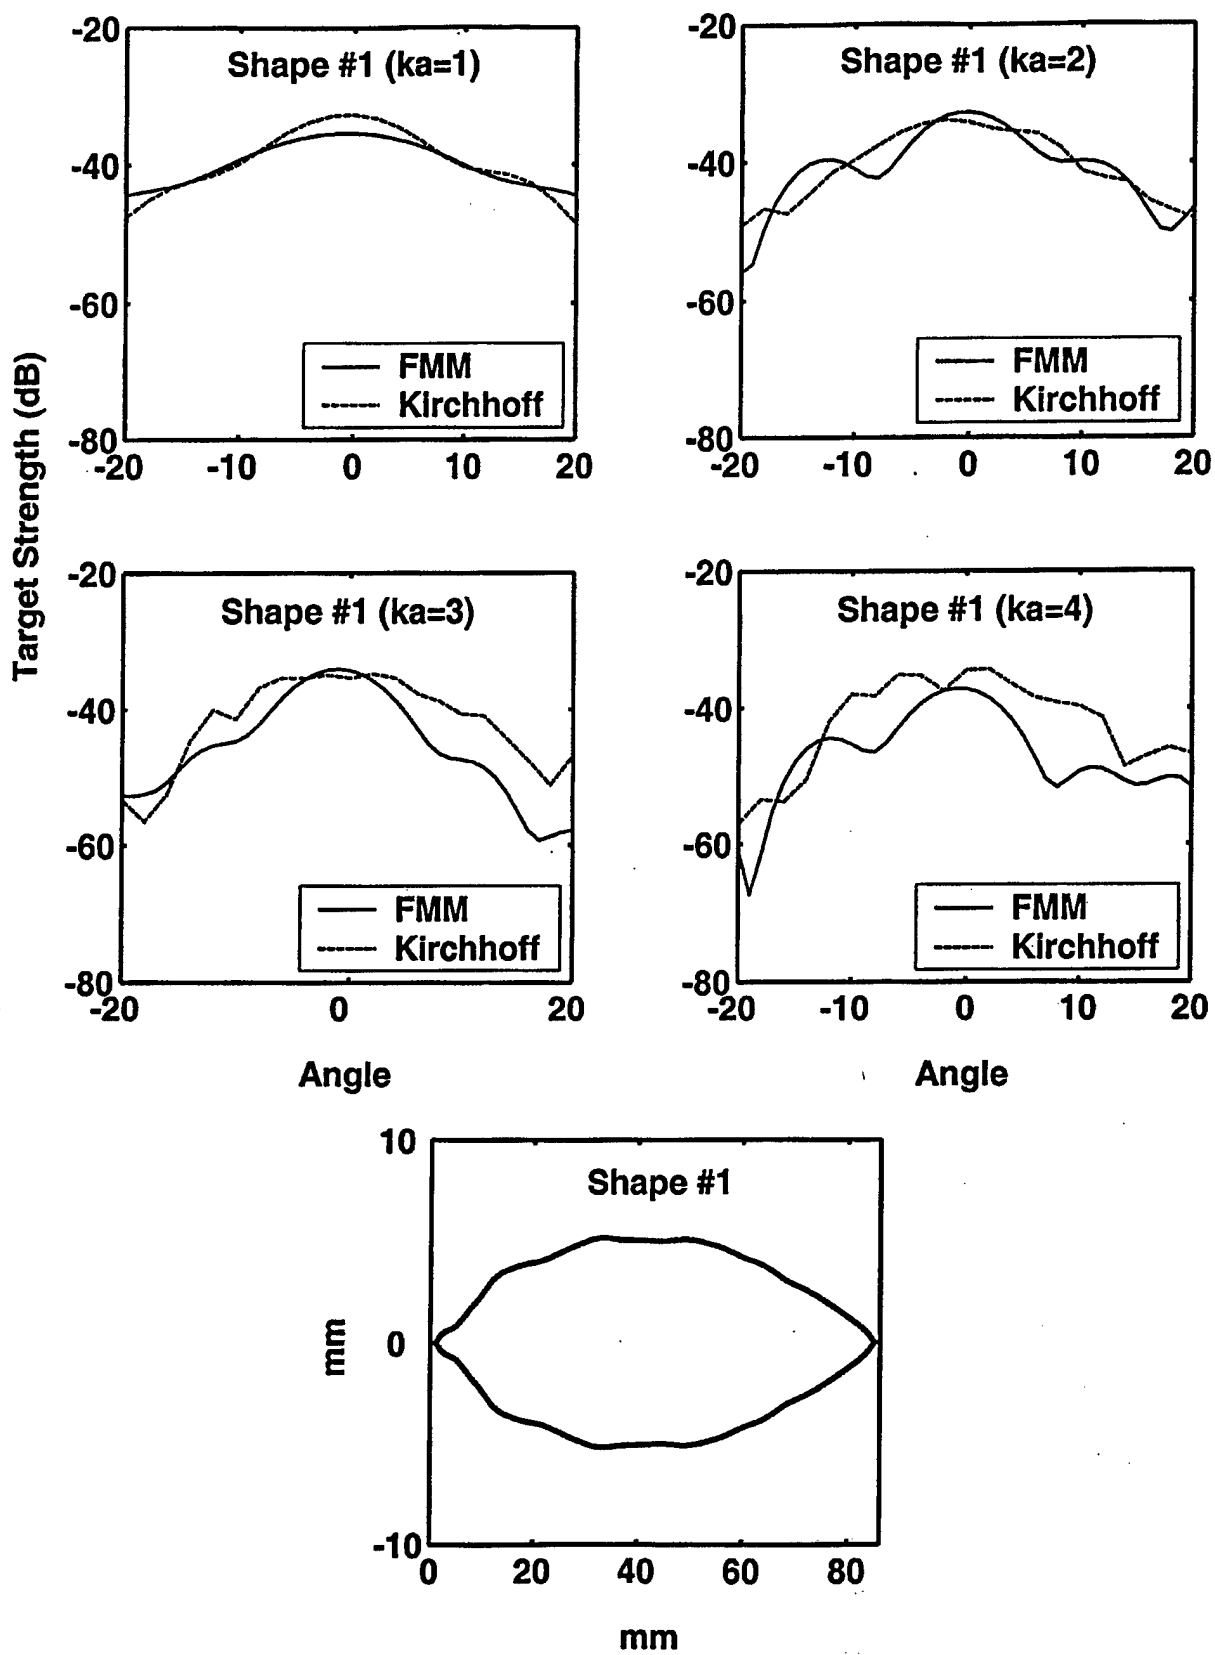 Target Strength (dB)
Shape #1 (ka=1)
-20
-40
-60
-80
-20 -10 0 10 20
FMM
Kirchhoff
Shape #1 (ka=2)
-20
-40
-60
-80
-20 -10 0 10 20
FMM
Kirchhoff
Shape #1 (ka=3)
-20
-40
-60
-80
-20 0 20
FMM
Kirchhoff
Angle
Shape #1 (ka=4)
-20
-40
-60
-80
-20 -10 0 10 20
FMM
Kirchhoff
Angle
Shape #1
10
0
-10
mm
0 20 40 60 80
mm